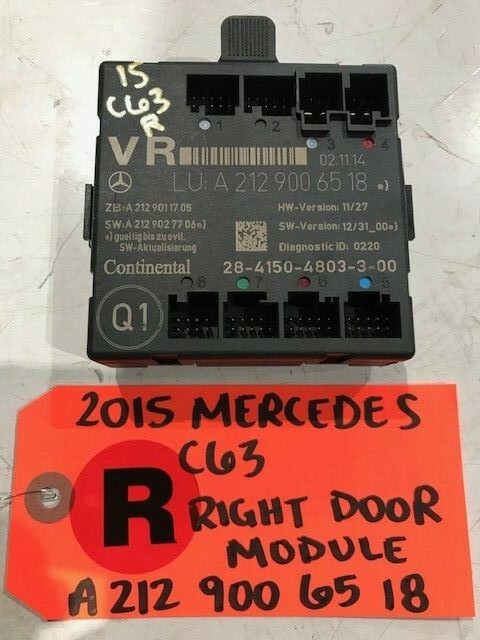 15
C63
R
1 2 3 4
VR
02.11.14
LU: A 212 900 65 18 *)
ZB: A 212 901 17 05
HW-Version: 11/27
SW: A 212 902 77 06*)
SW-Version: 12/31_00*)
*) gueltig bis zu evtl.
SW-Aktualisierung
Diagnostic ID: 0220
Continental
28-4150-4803-3-00
8 7 6 5
Q1
2015 MERCEDES
C63
R
RIGHT DOOR
MODULE
A 212 900 65 18